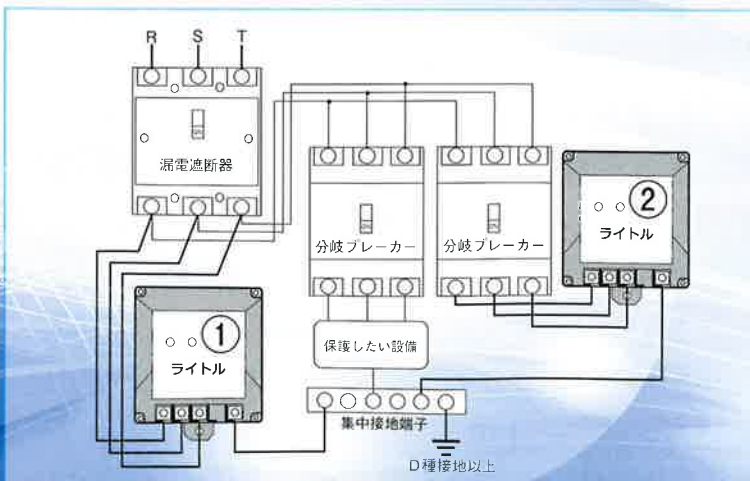 R S T
漏電遮断器
分岐ブレーカー
分岐ブレーカー
②
ライトル
①
ライトル
保護したい設備
集中接地端子
D種接地以上